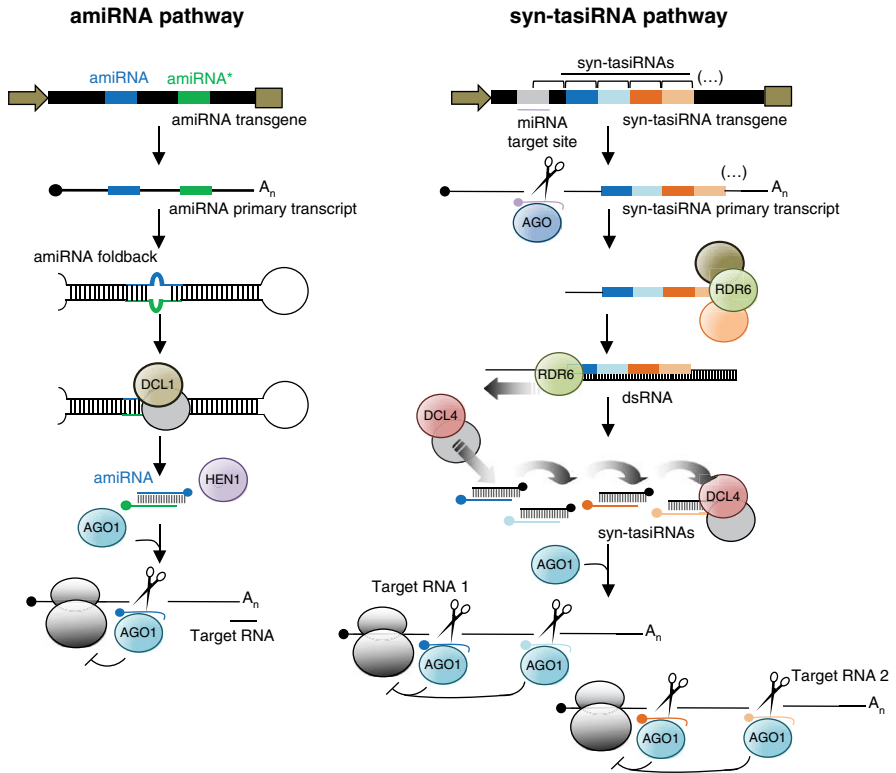 amiRNA pathway
amiRNA
amiRNA*
amiRNA transgene
An
amiRNA primary transcript
amiRNA foldback
DCL1
amiRNA
HEN1
AGO1
An
AGO1
Target RNA
syn-tasiRNA pathway
syn-tasiRNAs
(...)
miRNA
target site
syn-tasiRNA transgene
(...)
An
AGO
syn-tasiRNA primary transcript
RDR6
RDR6
dsRNA
DCL4
DCL4
syn-tasiRNAs
AGO1
Target RNA 1
An
AGO1
AGO1
Target RNA 2
An
AGO1
AGO1